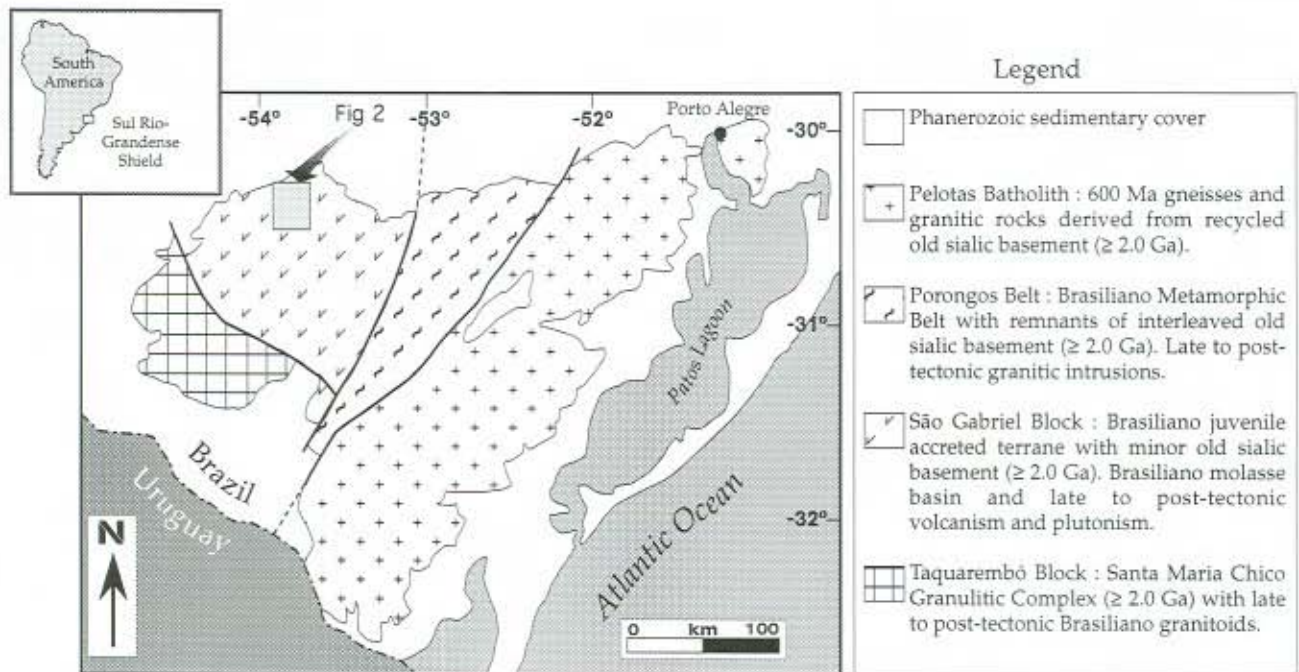 South
America
Sul Rio-
Grandense
Shield
-54°
Fig 2
-53°
-52°
Porto Alegre
-30°
-31°
-32°
Patos Lagoon
Atlantic Ocean
Brazil
Uruguay
N
0 km 100
Legend
Phanerozoic sedimentary cover
Pelotas Batholith : 600 Ma gneisses and
granitic rocks derived from recycled
old sialic basement (≥ 2.0 Ga).
Porongos Belt : Brasiliano Metamorphic
Belt with remnants of interleaved old
sialic basement (≥ 2.0 Ga). Late to post-
tectonic granitic intrusions.
São Gabriel Block : Brasiliano juvenile
accreted terrane with minor old sialic
basement (≥ 2.0 Ga). Brasiliano molasse
basin and late to post-tectonic
volcanism and plutonism.
Taquarembó Block : Santa Maria Chico
Granulitic Complex (≥ 2.0 Ga) with late
to post-tectonic Brasiliano granitoids.